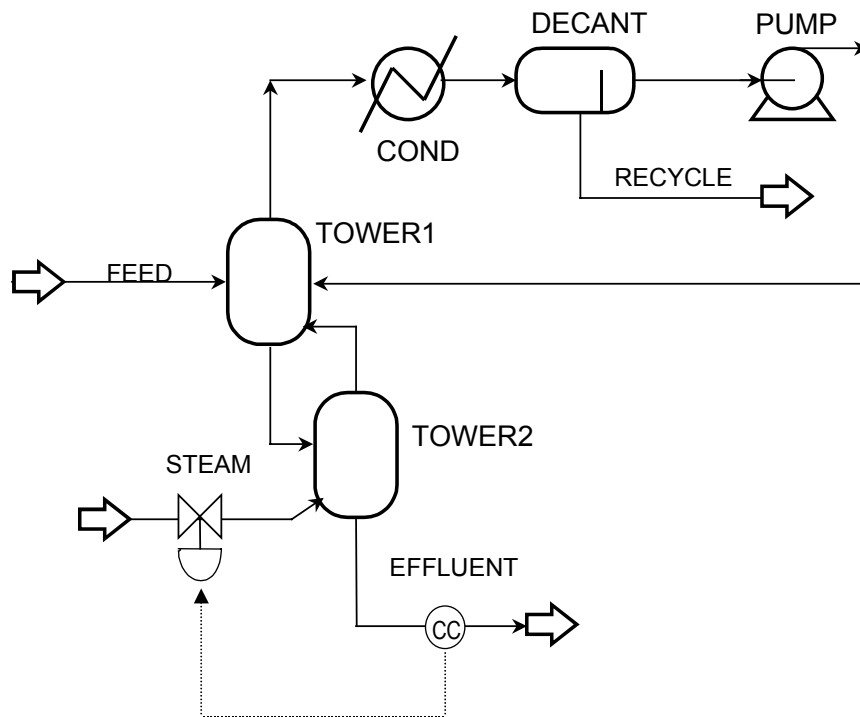 DECANT
PUMP
COND
RECYCLE
TOWER1
FEED
TOWER2
STEAM
EFFLUENT
CC